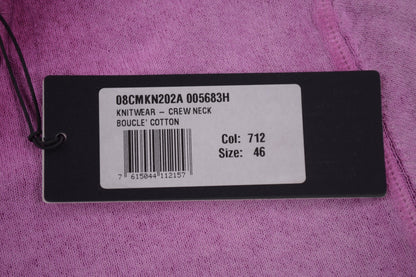 08CMKN202A 005683H
KNITWEAR – CREW NECK
BOUCLE' COTTON
Col: 712
Size: 46
7 615044 112157